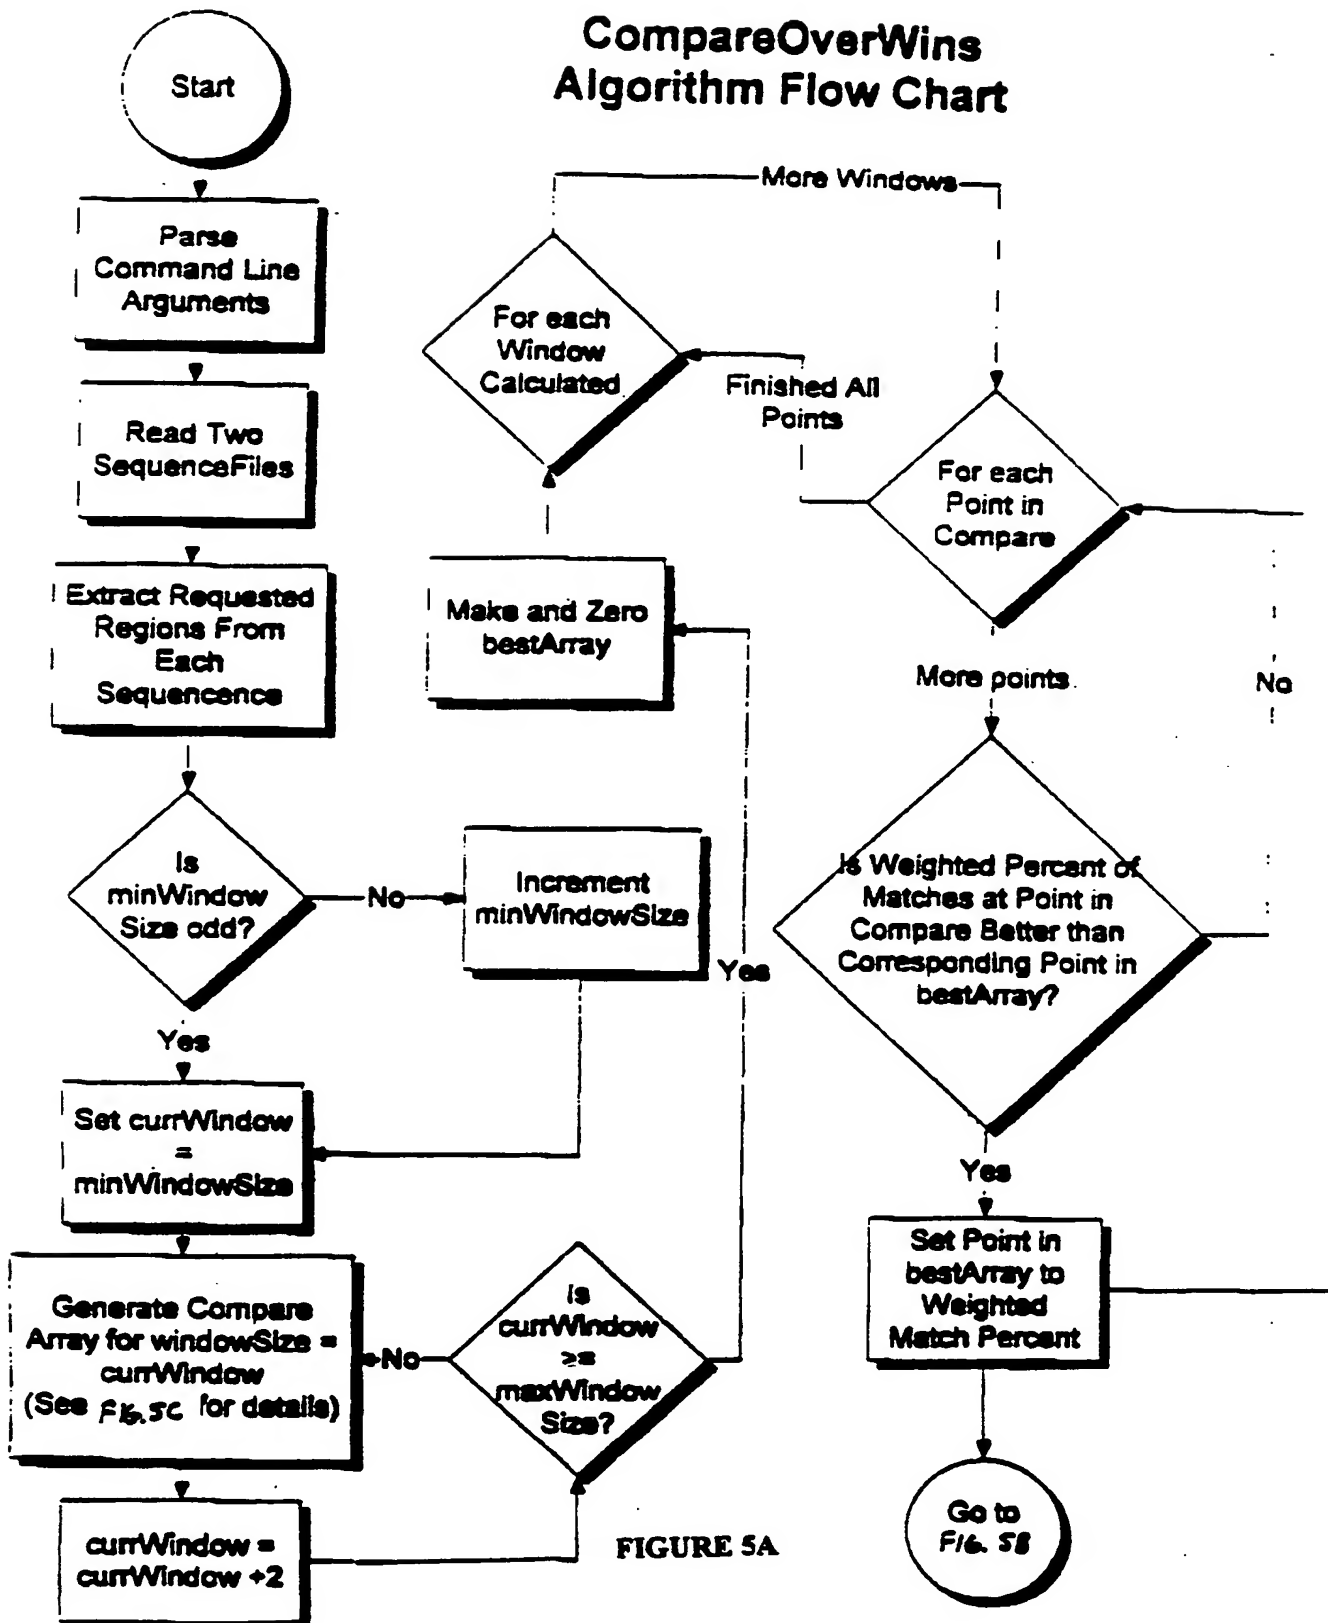 CompareOverWins
Algorithm Flow Chart
Start
Parse
Command Line
Arguments
Read Two
SequenceFiles
Extract Requested
Regions From
Each
Sequencence
Is
minWindow
Size odd?
No
Increment
minWindowSize
Yes
Set currWindow
=
minWindowSize
Generate Compare
Array for windowSize =
currWindow
(See FIG. 5C for details)
currWindow =
currWindow +2
Is
currWindow
>=
maxWindow
Size?
No
Yes
Make and Zero
bestArray
For each
Window
Calculated
More Windows
Finished All
Points
For each
Point in
Compare
More points
No
Is Weighted Percent of
Matches at Point in
Compare Better than
Corresponding Point in
bestArray?
Yes
Set Point in
bestArray to
Weighted
Match Percent
Go to
FIG. 5B
FIGURE 5A